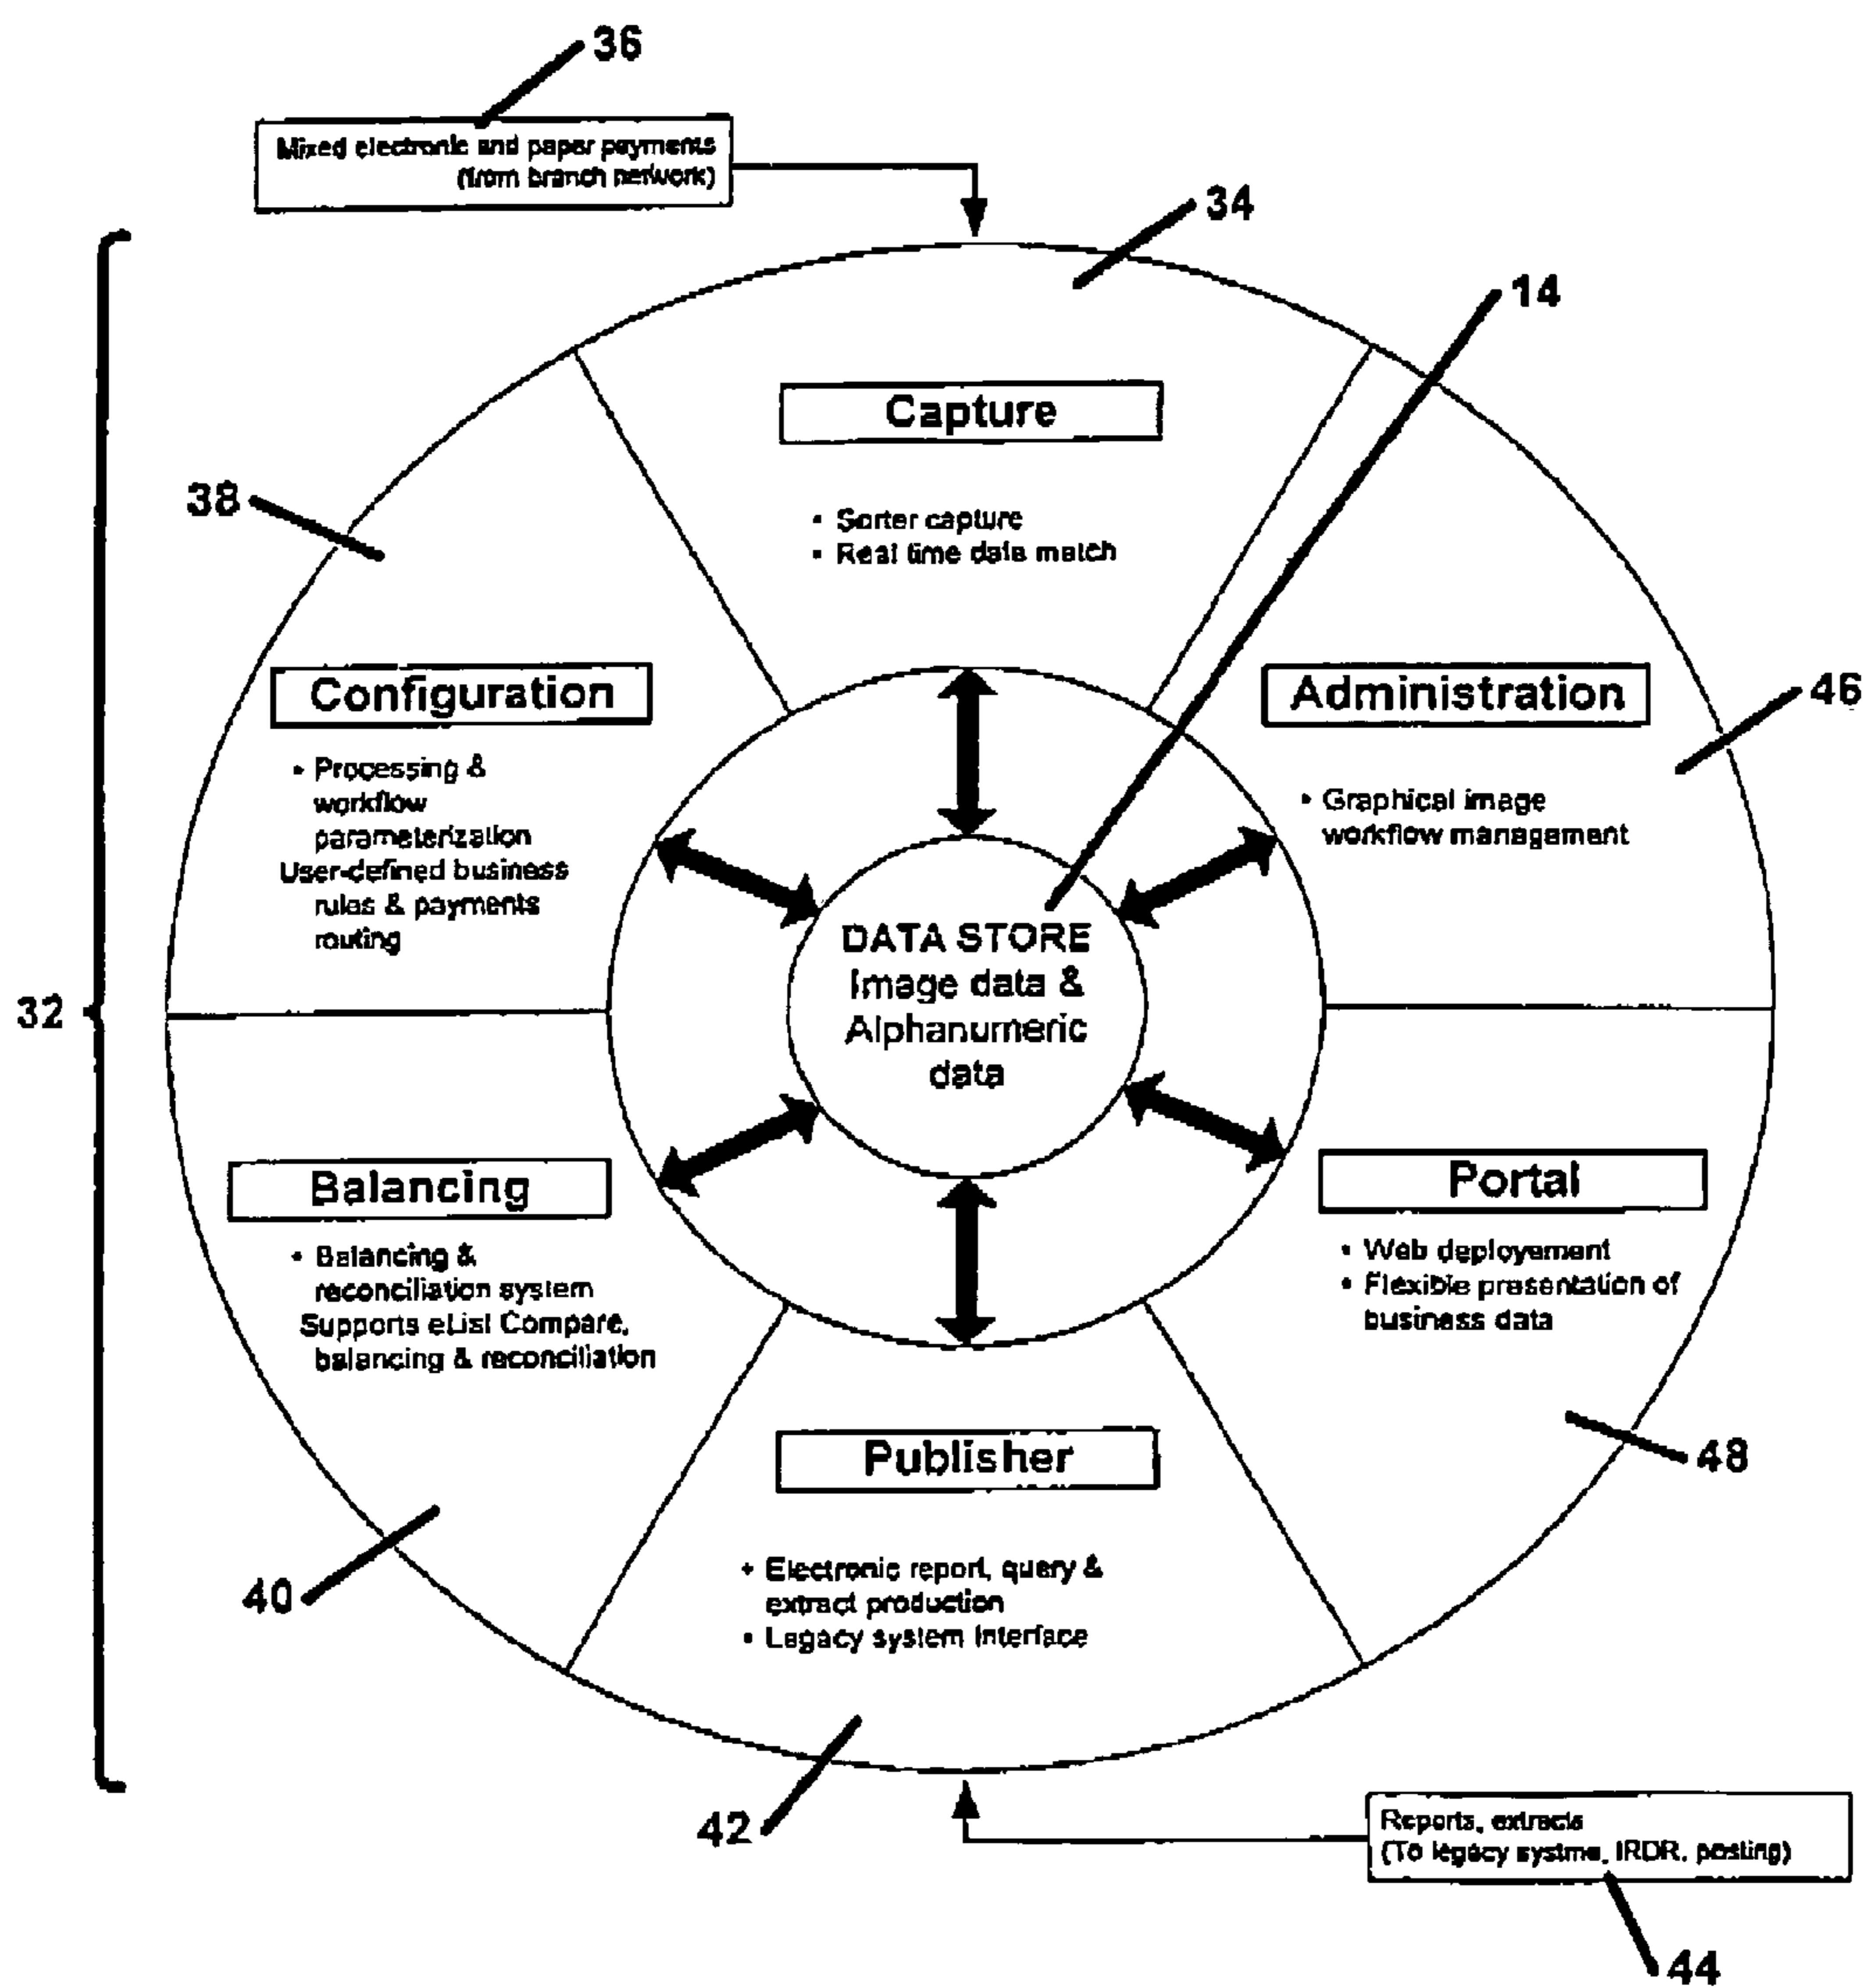 36
Mixed electronic and paper payments
(from branch network)
34
14
Capture
• Sorter capture
• Real time data match
38
Configuration
• Processing &
workflow
parameterization
User-defined business
rules & payments
routing
Administration
46
• Graphical image
workflow management
DATA STORE
Image data &
Alphanumeric
data
32
Balancing
• Balancing &
reconciliation system
Supports eList Compare,
balancing & reconciliation
Portal
• Web deployement
• Flexible presentation of
business data
48
Publisher
• Electronic report, query &
extract production
• Legacy system interface
40
42
Reports, extracts
(To legacy systme, IRDR, posting)
44